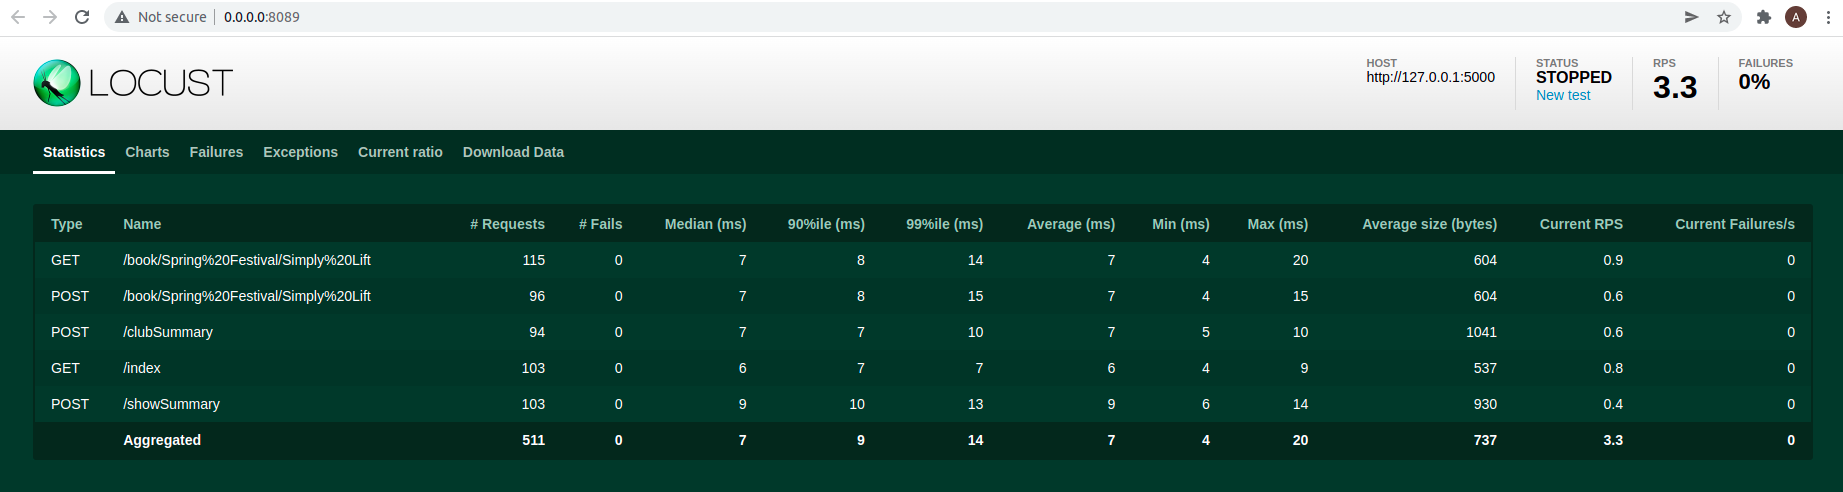 Not secure 0.0.0.0:8089 A
LOCUST
HOST STATUS RPS FAILURES
http://127.0.0.1:5000 STOPPED 3.3 0%
New test
Statistics Charts Failures Exceptions Current ratio Download Data
Type Name # Requests # Fails Median (ms) 90%ile (ms) 99%ile (ms) Average (ms) Min (ms) Max (ms) Average size (bytes) Current RPS Current Failures/s
GET /book/Spring%20Festival/Simply%20Lift 115 0 7 8 14 7 4 20 604 0.9 0
POST /book/Spring%20Festival/Simply%20Lift 96 0 7 8 15 7 4 15 604 0.6 0
POST /clubSummary 94 0 7 7 10 7 5 10 1041 0.6 0
GET /index 103 0 6 7 7 6 4 9 537 0.8 0
POST /showSummary 103 0 9 10 13 9 6 14 930 0.4 0
Aggregated 511 0 7 9 14 7 4 20 737 3.3 0